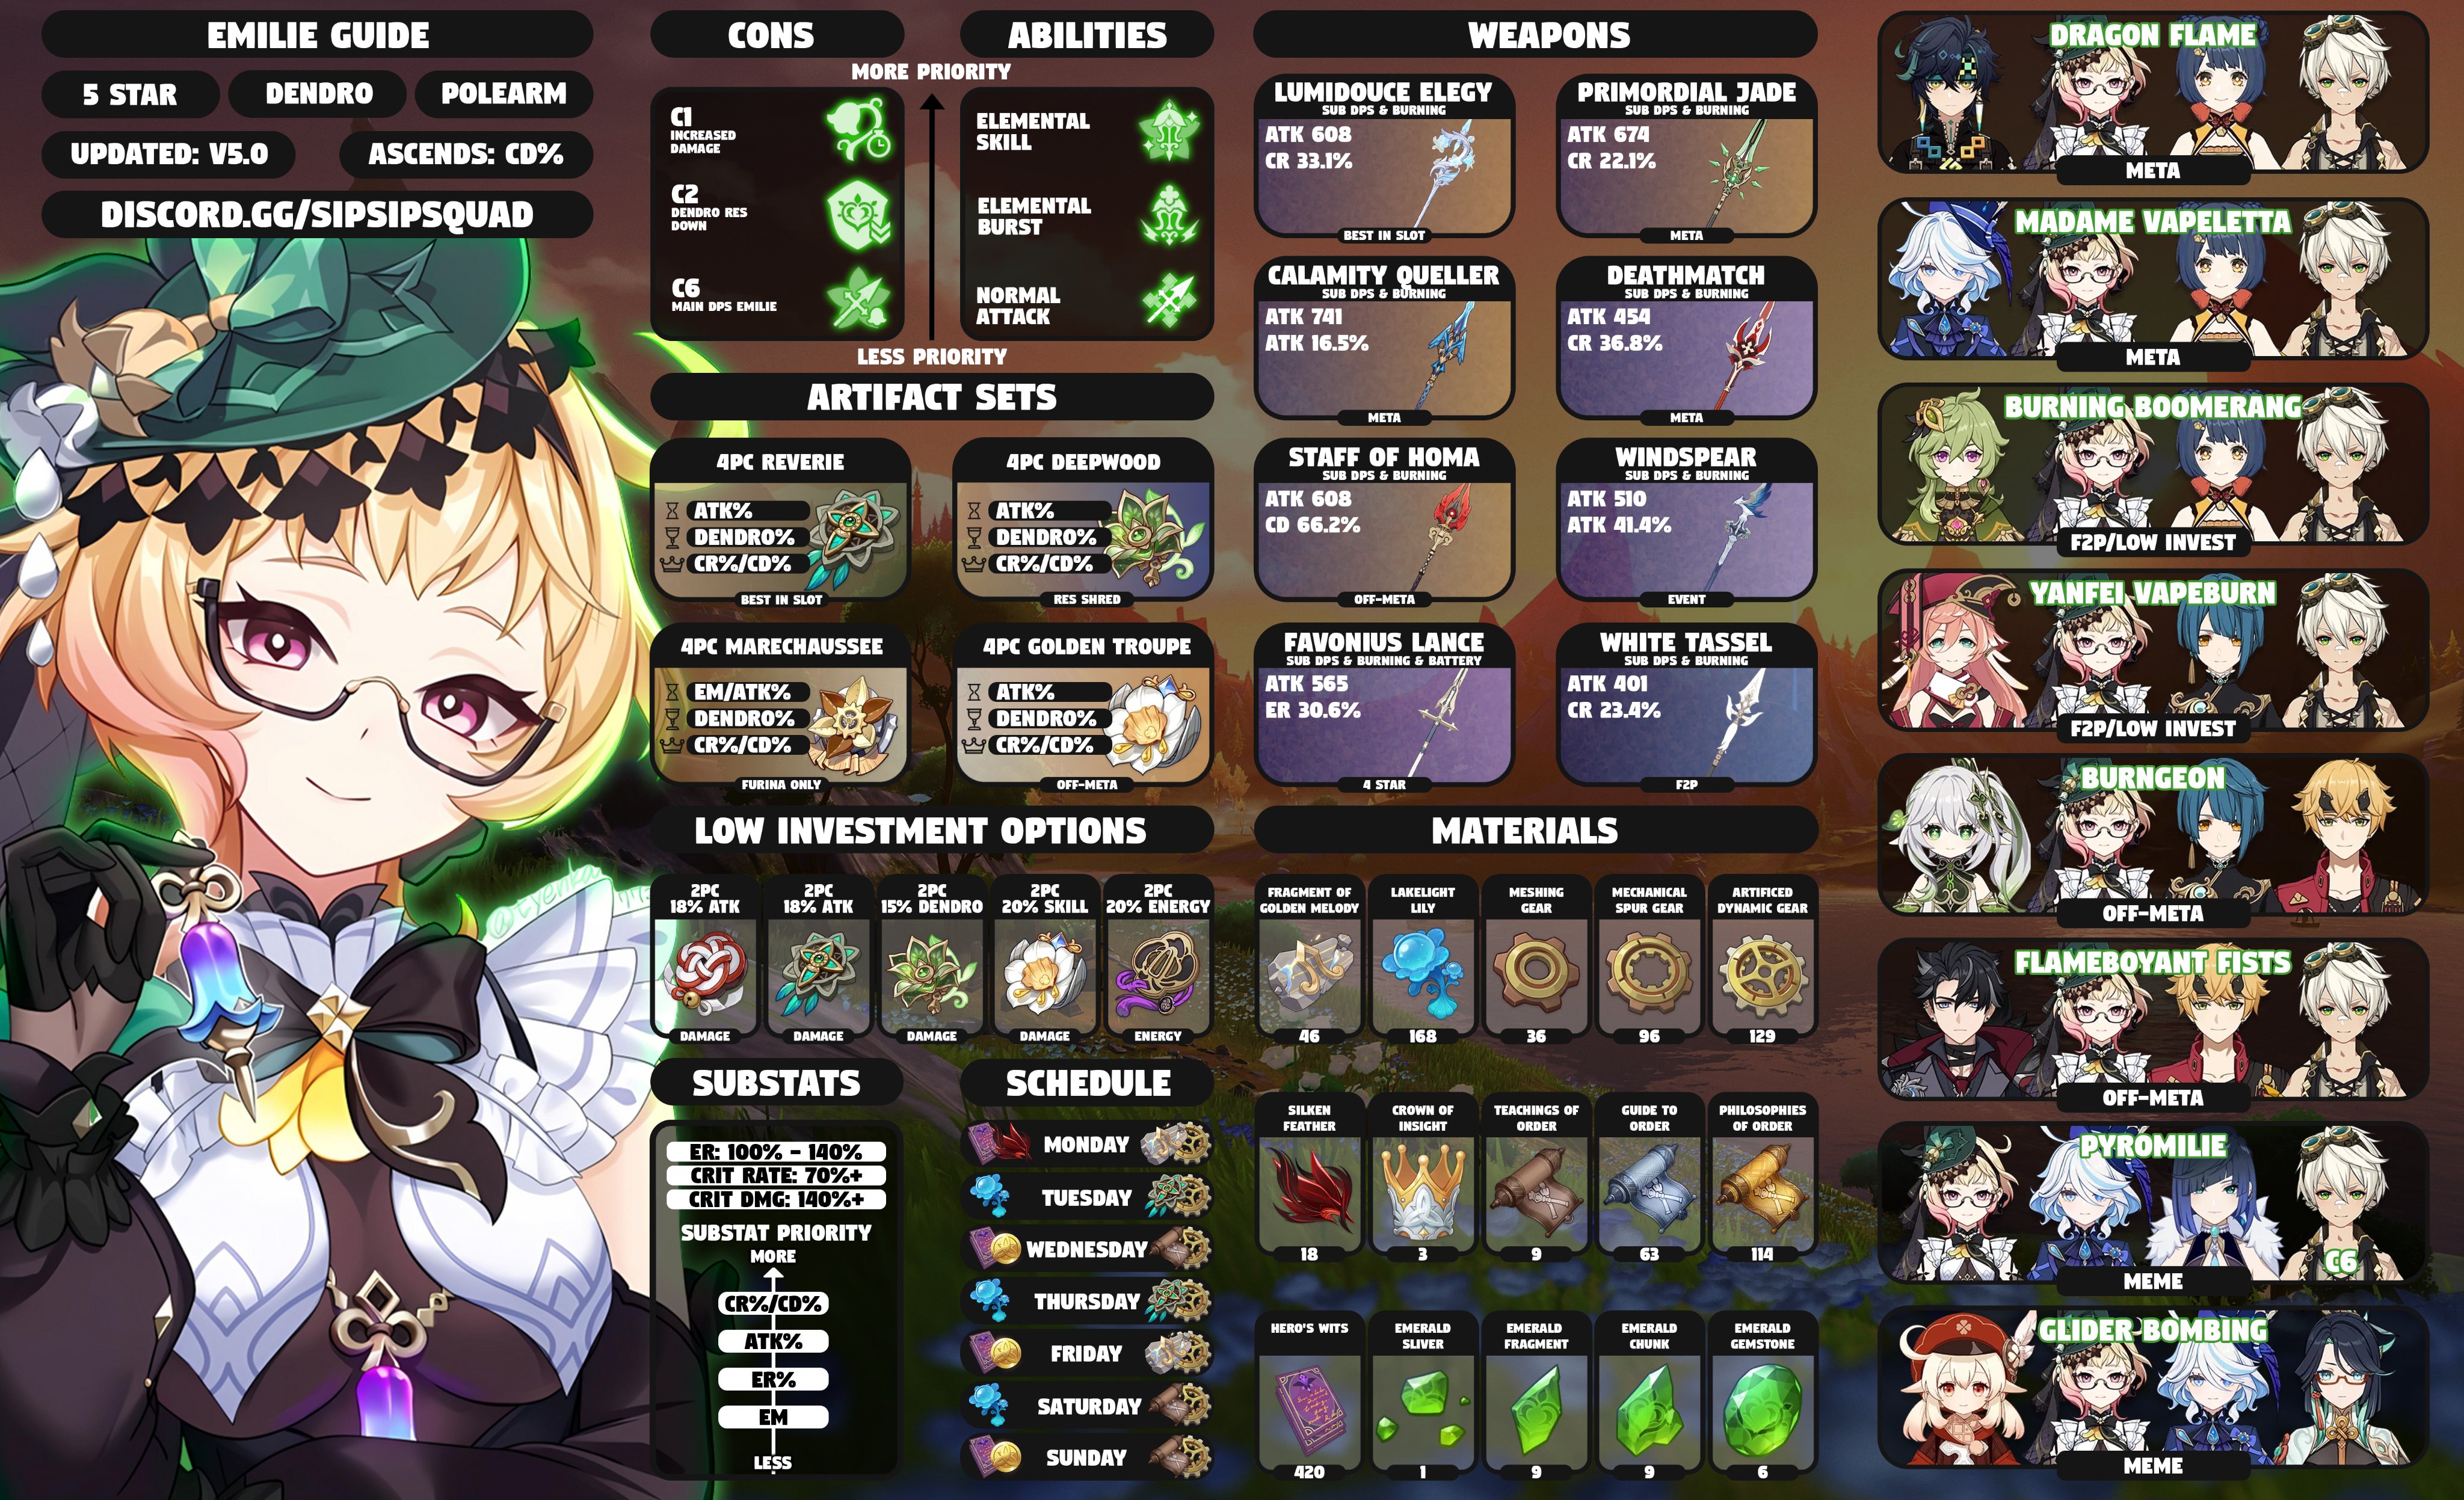 EMILIE GUIDE
5 STAR
DENDRO
POLEARM
UPDATED: V5.0
ASCENDS: CD%
DISCORD.GG/SIPSIPSQUAD
CONS
ABILITIES
MORE PRIORITY
C1
INCREASED
DAMAGE
C2
DENDRO RES
DOWN
C6
MAIN DPS EMILIE
ELEMENTAL
SKILL
ELEMENTAL
BURST
NORMAL
ATTACK
LESS PRIORITY
ARTIFACT SETS
4PC REVERIE
ATK%
DENDRO%
CR%/CD%
BEST IN SLOT
4PC DEEPWOOD
ATK%
DENDRO%
CR%/CD%
RES SHRED
4PC MARECHAUSSEE
EM/ATK%
DENDRO%
CR%/CD%
FURINA ONLY
4PC GOLDEN TROUPE
ATK%
DENDRO%
CR%/CD%
OFF-META
LOW INVESTMENT OPTIONS
2PC
18% ATK
DAMAGE
2PC
18% ATK
DAMAGE
2PC
15% DENDRO
DAMAGE
2PC
20% SKILL
DAMAGE
2PC
20% ENERGY
ENERGY
SUBSTATS
ER: 100% - 140%
CRIT RATE: 70%+
CRIT DMG: 140%+
SUBSTAT PRIORITY
MORE
CR%/CD%
ATK%
ER%
EM
LESS
SCHEDULE
MONDAY
TUESDAY
WEDNESDAY
THURSDAY
FRIDAY
SATURDAY
SUNDAY
WEAPONS
LUMIDOUCE ELEGY
SUB DPS & BURNING
ATK 608
CR 33.1%
BEST IN SLOT
PRIMORDIAL JADE
SUB DPS & BURNING
ATK 674
CR 22.1%
META
CALAMITY QUELLER
SUB DPS & BURNING
ATK 741
ATK 16.5%
META
DEATHMATCH
SUB DPS & BURNING
ATK 454
CR 36.8%
META
STAFF OF HOMA
SUB DPS & BURNING
ATK 608
CD 66.2%
OFF-META
WINDSPEAR
SUB DPS & BURNING
ATK 510
ATK 41.4%
EVENT
FAVONIUS LANCE
SUB DPS & BURNING & BATTERY
ATK 565
ER 30.6%
4 STAR
WHITE TASSEL
SUB DPS & BURNING
ATK 401
CR 23.4%
F2P
MATERIALS
FRAGMENT OF
GOLDEN MELODY
46
LAKELIGHT
LILY
168
MESHING
GEAR
36
MECHANICAL
SPUR GEAR
96
ARTIFICED
DYNAMIC GEAR
129
SILKEN
FEATHER
18
CROWN OF
INSIGHT
3
TEACHINGS OF
ORDER
9
GUIDE TO
ORDER
63
PHILOSOPHIES
OF ORDER
114
HERO'S WITS
420
EMERALD
SLIVER
1
EMERALD
FRAGMENT
9
EMERALD
CHUNK
9
EMERALD
GEMSTONE
6
DRAGON FLAME
META
MADAME VAPELETTA
META
BURNING BOOMERANG
F2P/LOW INVEST
YANFEI VAPEBURN
F2P/LOW INVEST
BURNGEON
OFF-META
FLAMEBOYANT FISTS
OFF-META
PYROMILIE
C6
MEME
GLIDER BOMBING
MEME